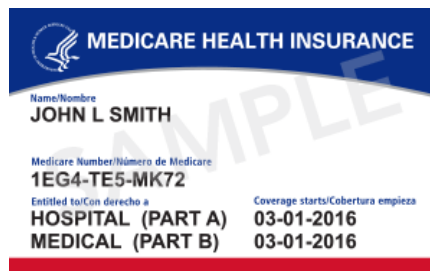 MEDICARE HEALTH INSURANCE
Name/Nombre
JOHN L SMITH
Medicare Number/Número de Medicare
1EG4-TE5-MK72
Entitled to/Con derecho a Coverage starts/Cobertura empieza
HOSPITAL (PART A) 03-01-2016
MEDICAL (PART B) 03-01-2016
SAMPLE